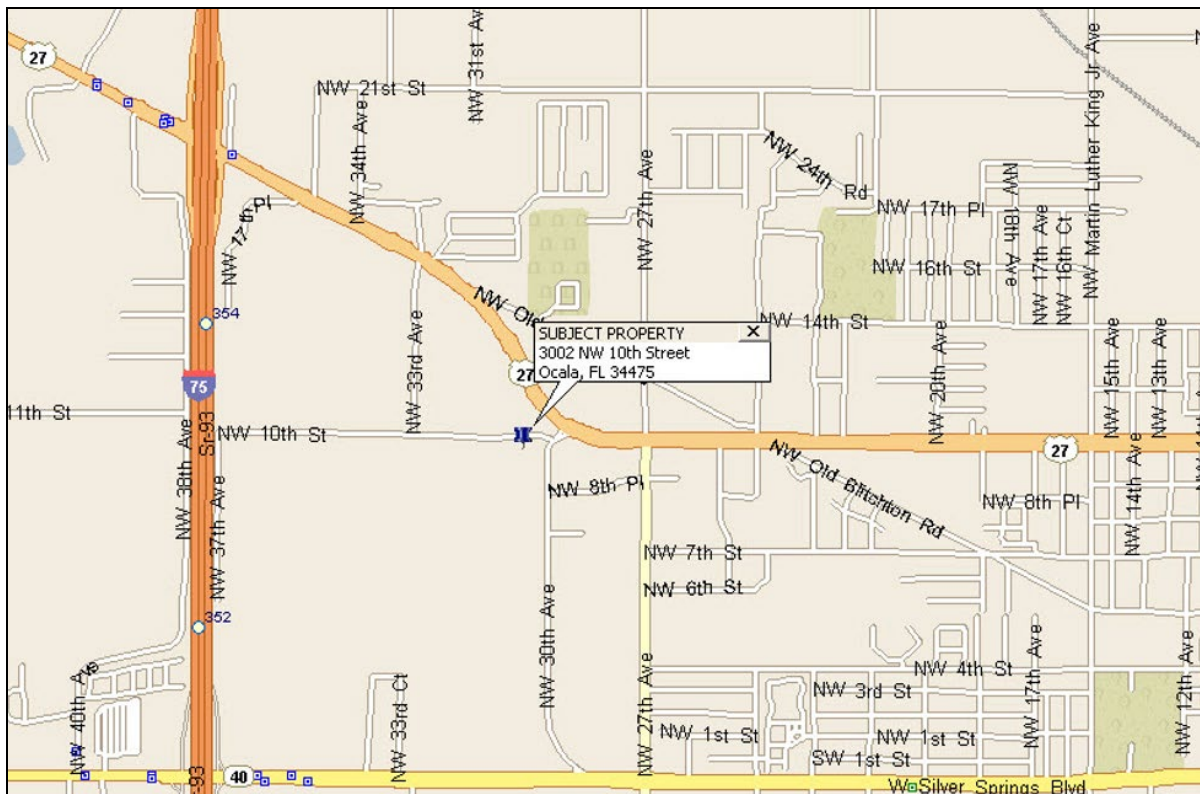 27
NW 21st St
NW 31st Ave
NW 34th Ave
NW 27th Ave
NW 24th Rd
NW Martin Luther King Jr Ave
NW 17th Pl
NW 17th Pl
NW 18th Ave
NW 17th Ave
NW 16th Ct
NW 16th St
354
NW Old
SUBJECT PROPERTY
3002 NW 10th Street
Ocala, FL 34475
NW 14th St
NW 33rd Ave
27
75
NW 20th Ave
NW 15th Ave
NW 13th Ave
11th St
Sr-93
NW 10th St
NW 38th Ave
NW 37th Ave
27
NW Old Blitchton Rd
NW 8th Pl
NW 8th Pl
NW 14th Ave
NW 7th St
NW 6th St
352
NW 30th Ave
NW 27th Ave
NW 17th Ave
NW 12th Ave
NW 4th St
NW 40th Ave
NW 33rd Ct
NW 3rd St
NW 1st St
NW 1st St
SW 1st St
-93
40
W Silver Springs Blvd